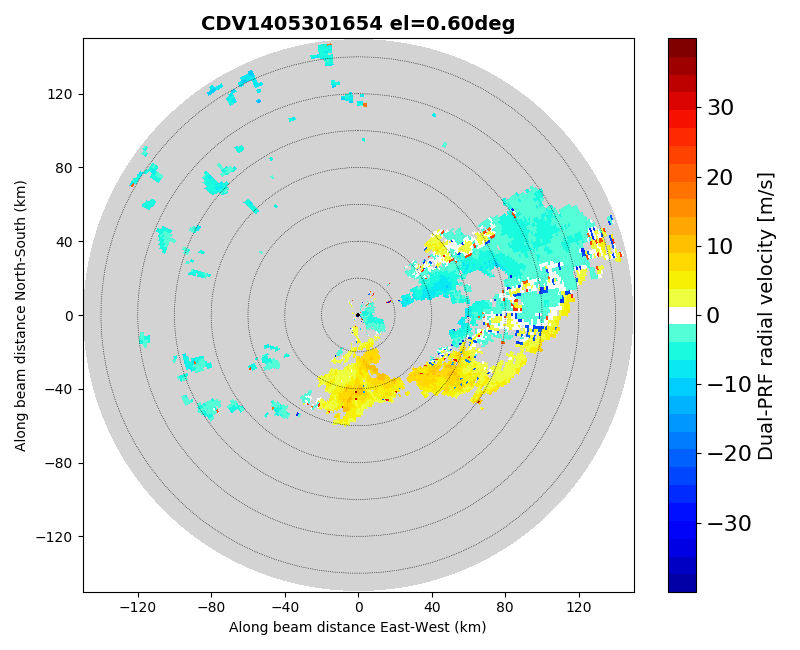 CDV1405301654 el=0.60deg
Along beam distance North-South (km)
120
80
40
0
−40
−80
−120
−120 −80 −40 0 40 80 120
Along beam distance East-West (km)
30
20
10
0
−10
−20
−30
Dual-PRF radial velocity [m/s]